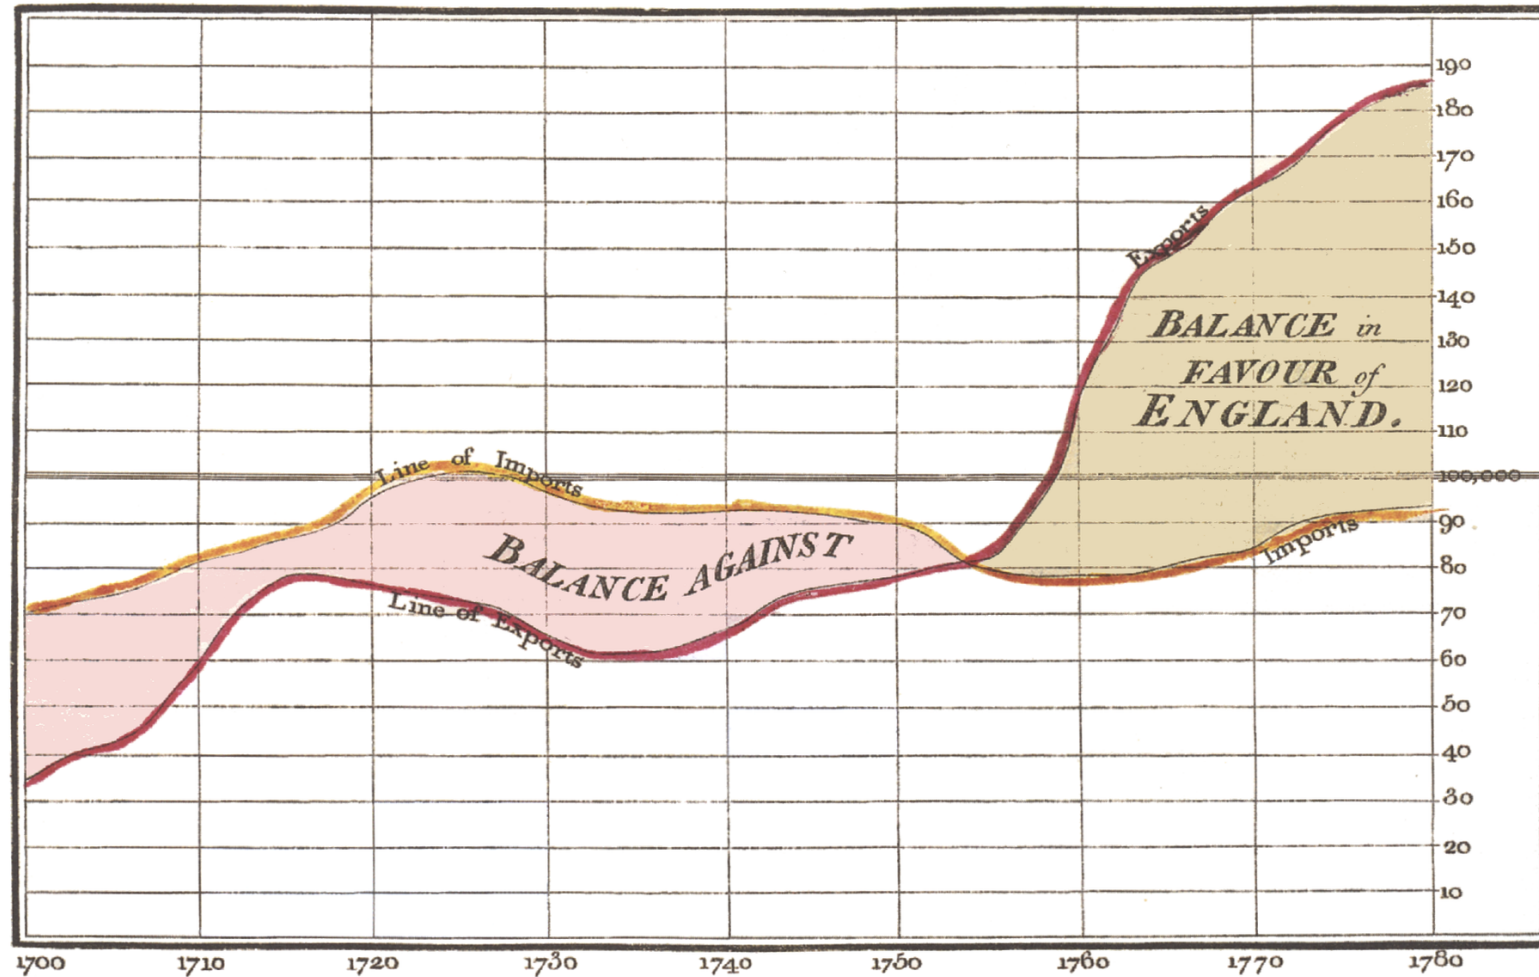 190
180
170
160
150
140
130
120
110
100,000
90
80
70
60
50
40
30
20
10
Exports
BALANCE in
FAVOUR of
ENGLAND.
Line of Imports
BALANCE AGAINST
Line of Exports
Imports
1700 1710 1720 1730 1740 1750 1760 1770 1780